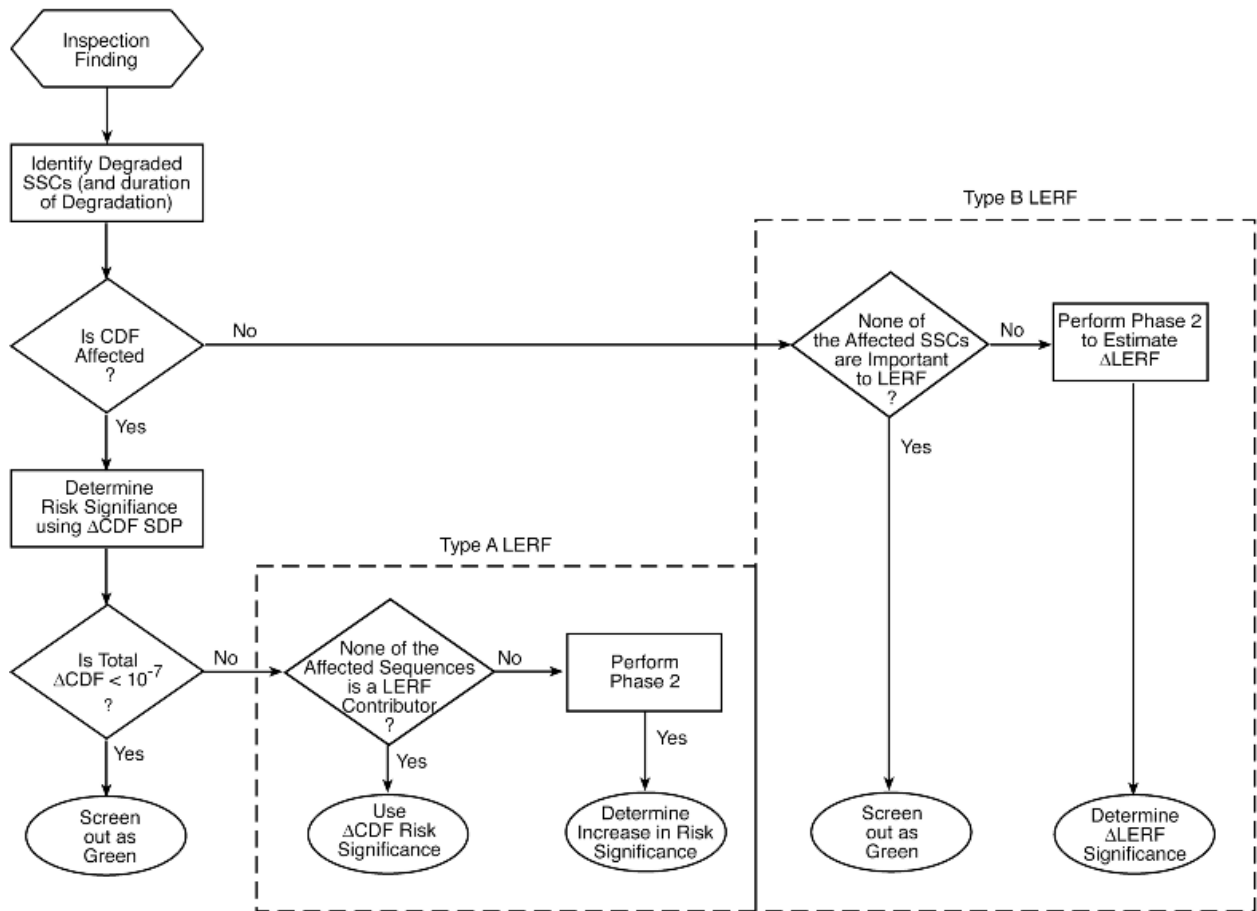 Inspection
Finding
Identify Degraded
SSCs (and duration
of Degradation)
Type B LERF
Is CDF
Affected
?
No
None of
the Affected SSCs
are Important
to LERF
?
No
Perform Phase 2
to Estimate
ΔLERF
Yes
Yes
Determine
Risk Signifiance
using ΔCDF SDP
Type A LERF
Is Total
ΔCDF < 10⁻⁷
?
No
None of the
Affected Sequences
is a LERF
Contributor
?
No
Perform
Phase 2
Yes
Yes
Yes
Screen
out as
Green
Use
ΔCDF Risk
Significance
Determine
Increase in Risk
Significance
Screen
out as
Green
Determine
ΔLERF
Significance